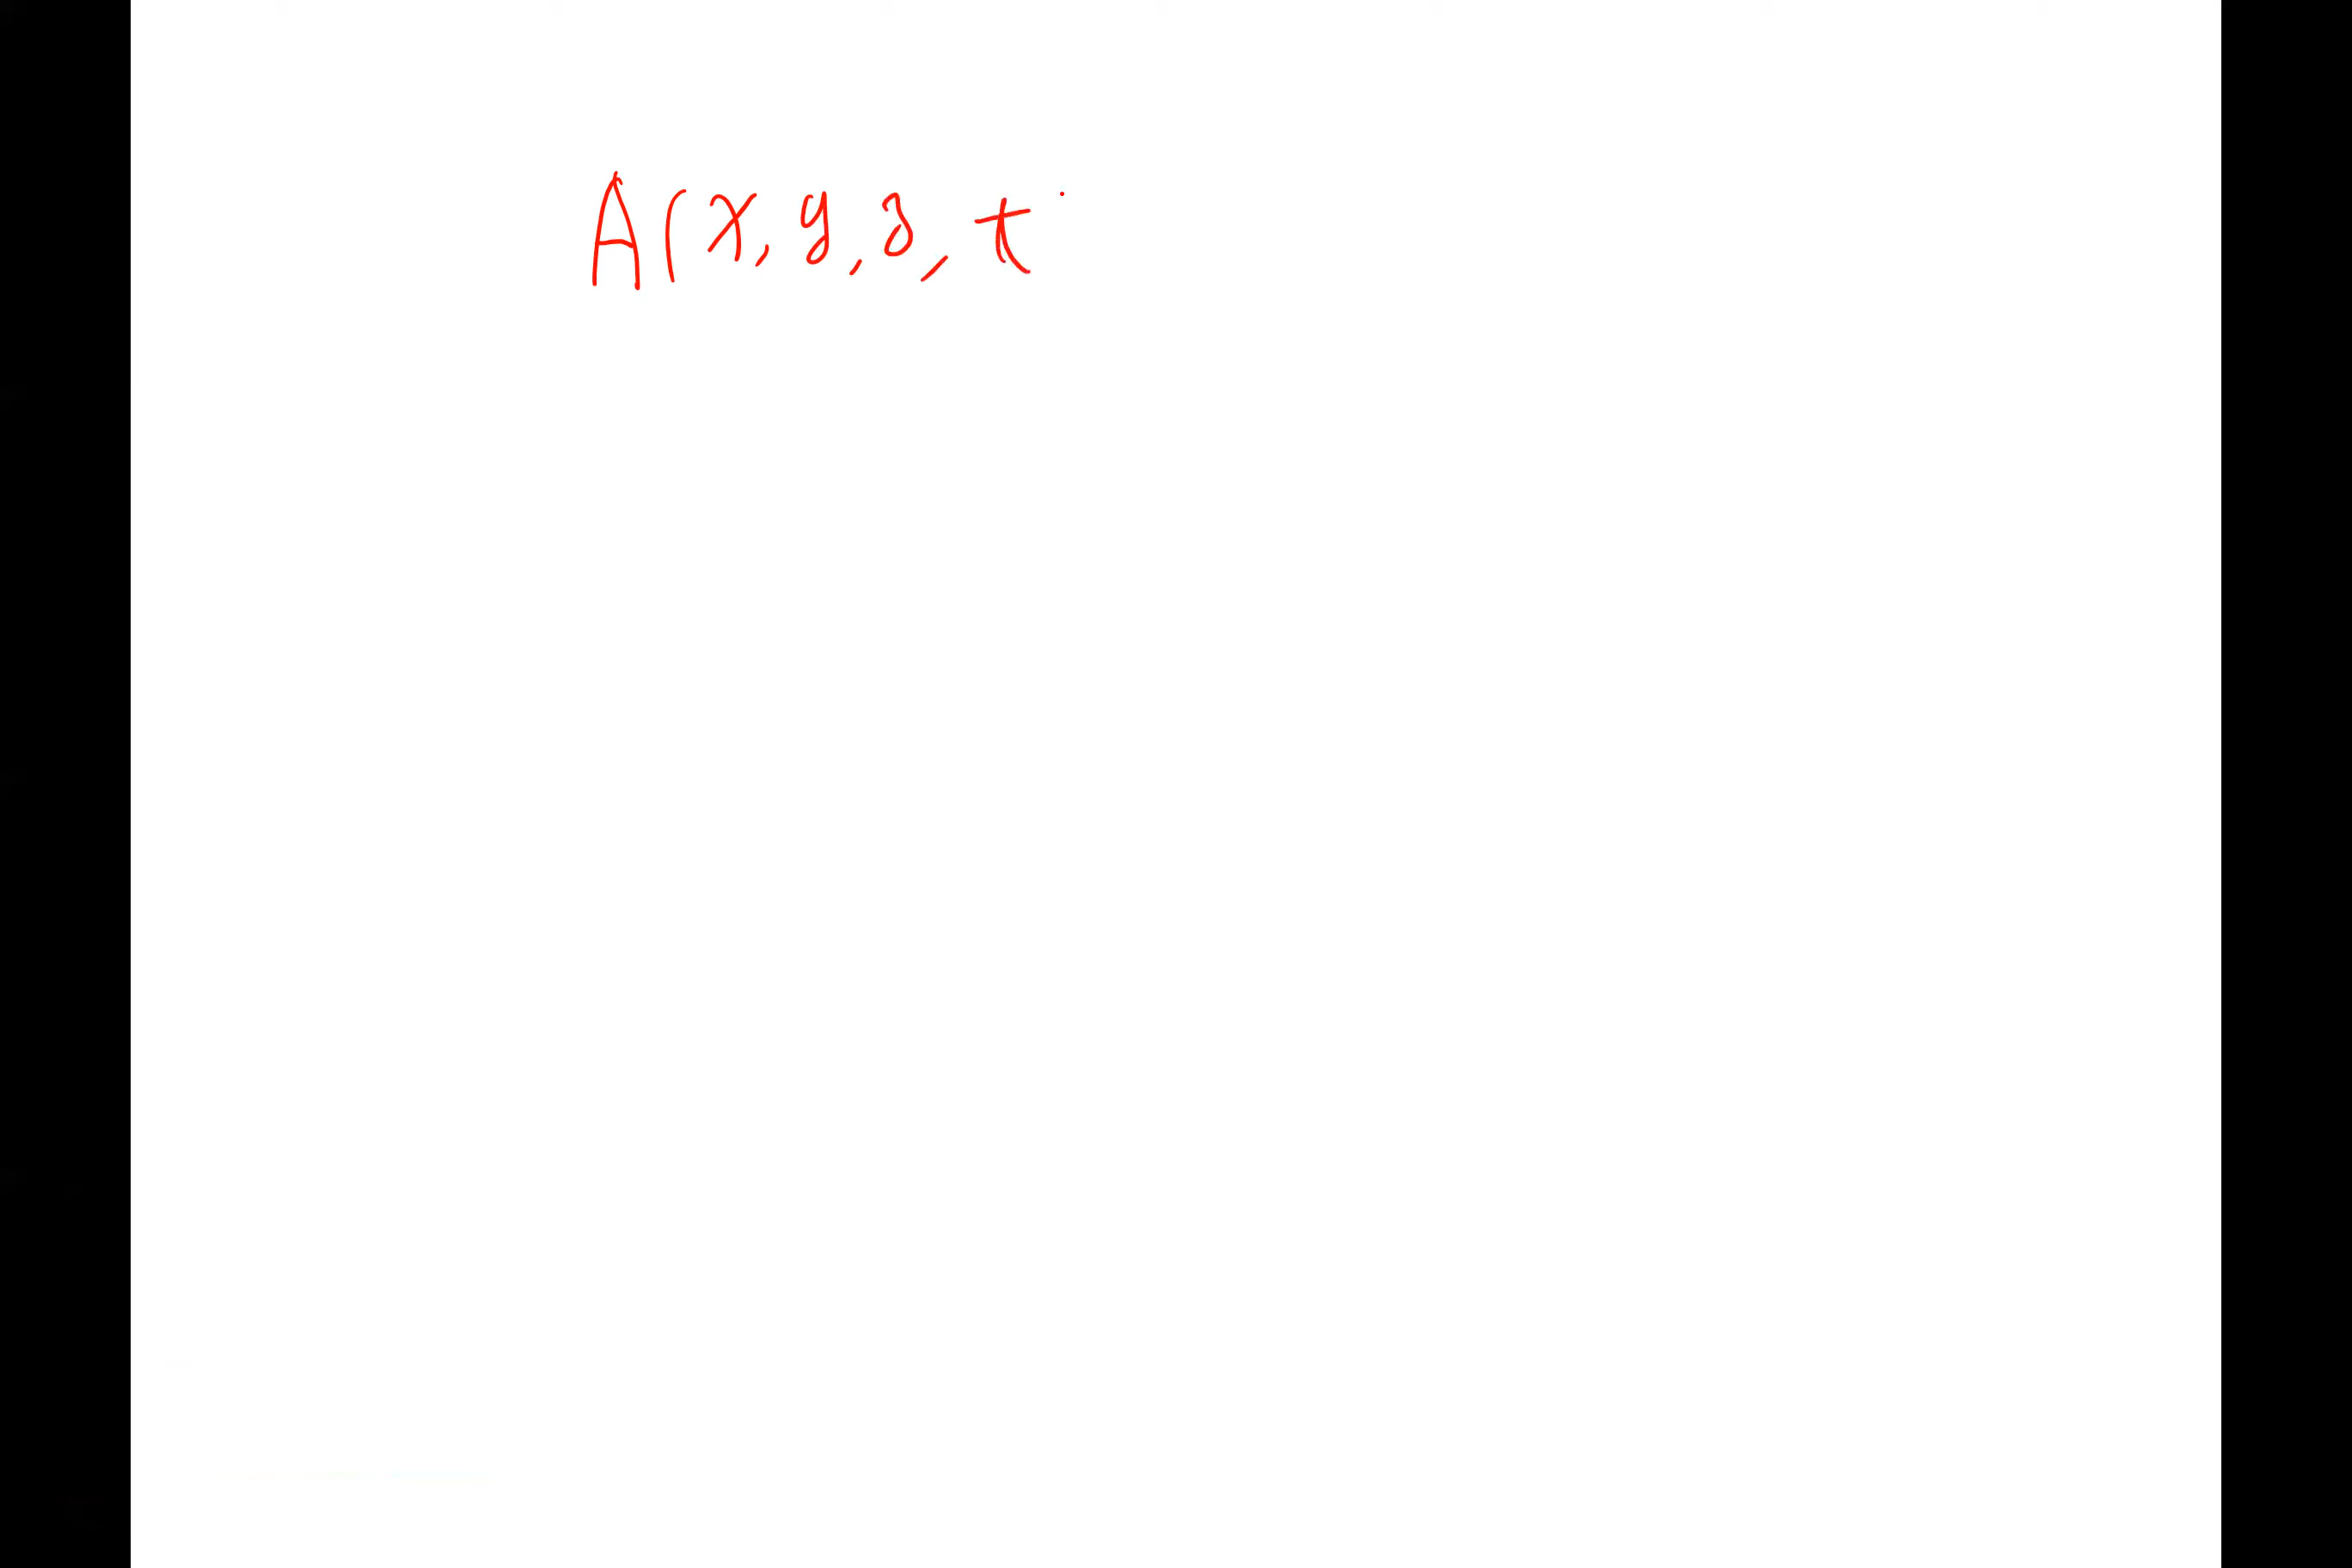 A(x, y, z, t